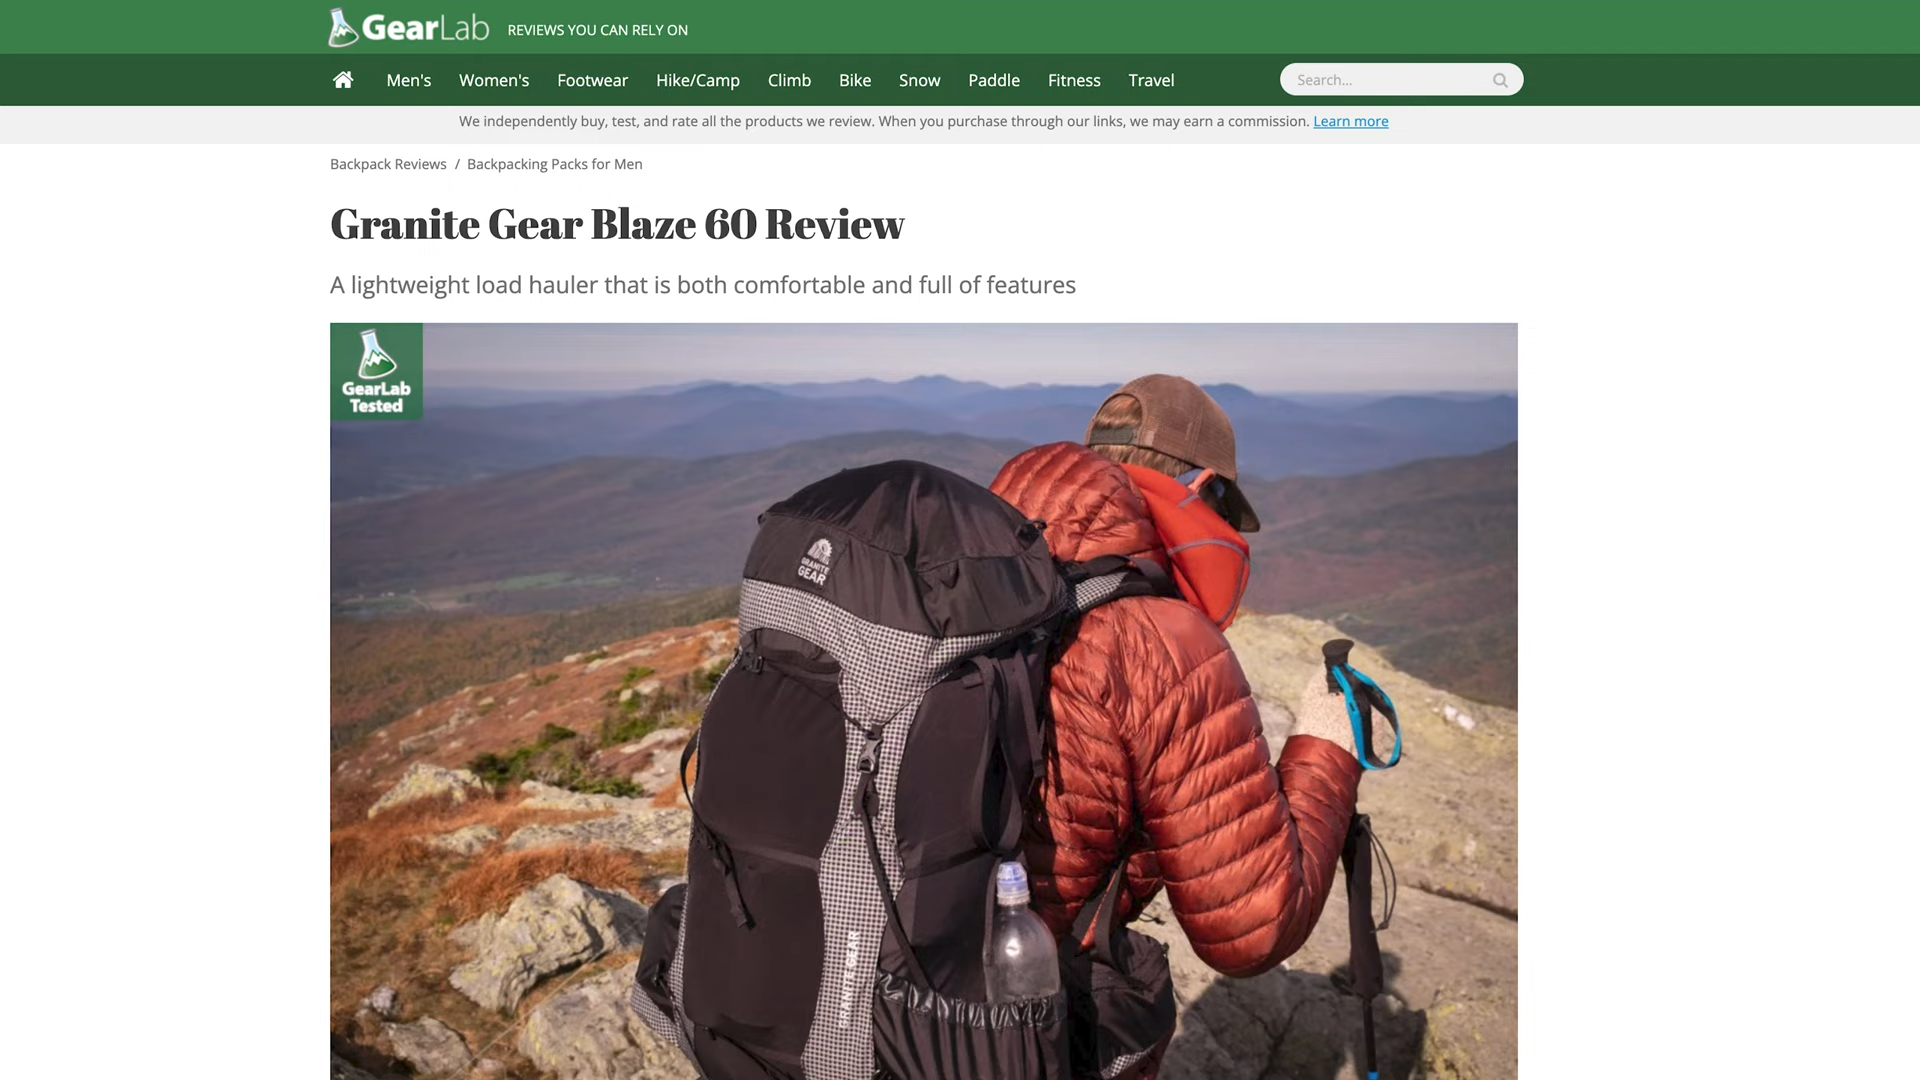 GearLab REVIEWS YOU CAN RELY ON
Men's Women's Footwear Hike/Camp Climb Bike Snow Paddle Fitness Travel Search...
We independently buy, test, and rate all the products we review. When you purchase through our links, we may earn a commission. Learn more
Backpack Reviews / Backpacking Packs for Men
Granite Gear Blaze 60 Review
A lightweight load hauler that is both comfortable and full of features
GearLab
Tested
GRANITE
GEAR
GRANITE GEAR